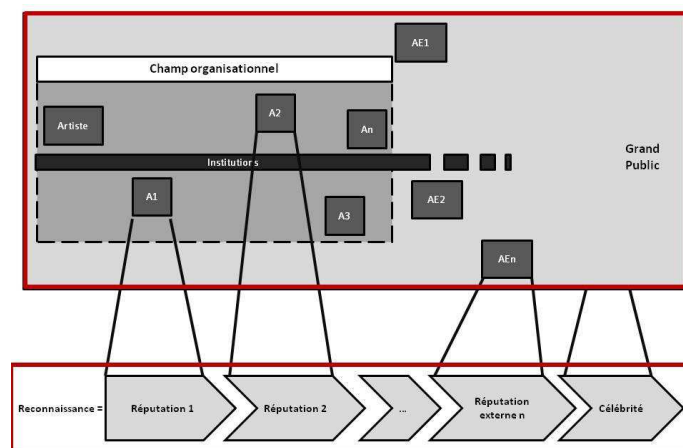 AE1
Champ organisationnel
A2
Artiste
An
Grand
Public
Institutions
A1
AE2
A3
AEn
Reconnaissance =
Réputation 1
Réputation 2
...
Réputation
externe n
Célébrité